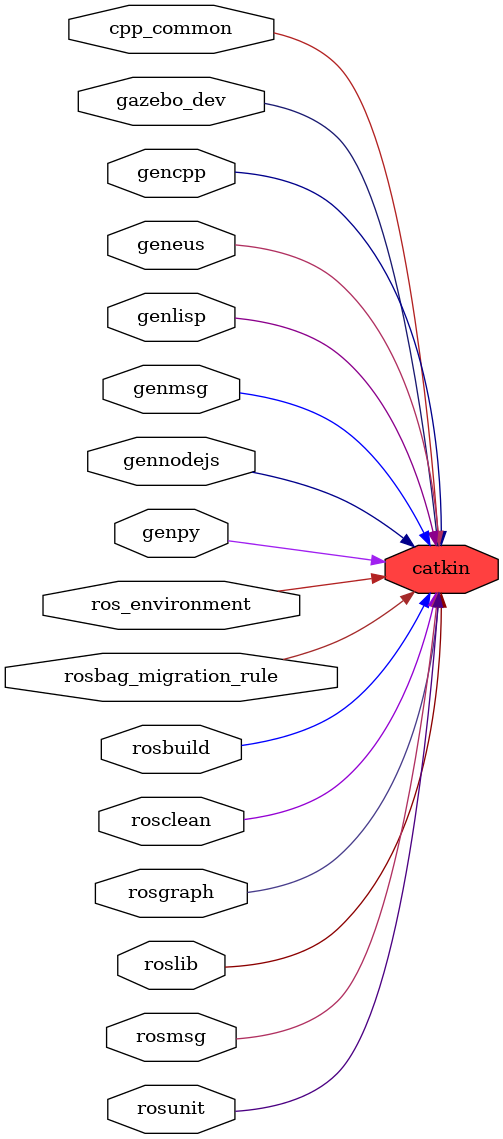 cpp_common
gazebo_dev
gencpp
geneus
genlisp
genmsg
gennodejs
genpy
catkin
ros_environment
rosbag_migration_rule
rosbuild
rosclean
rosgraph
roslib
rosmsg
rosunit